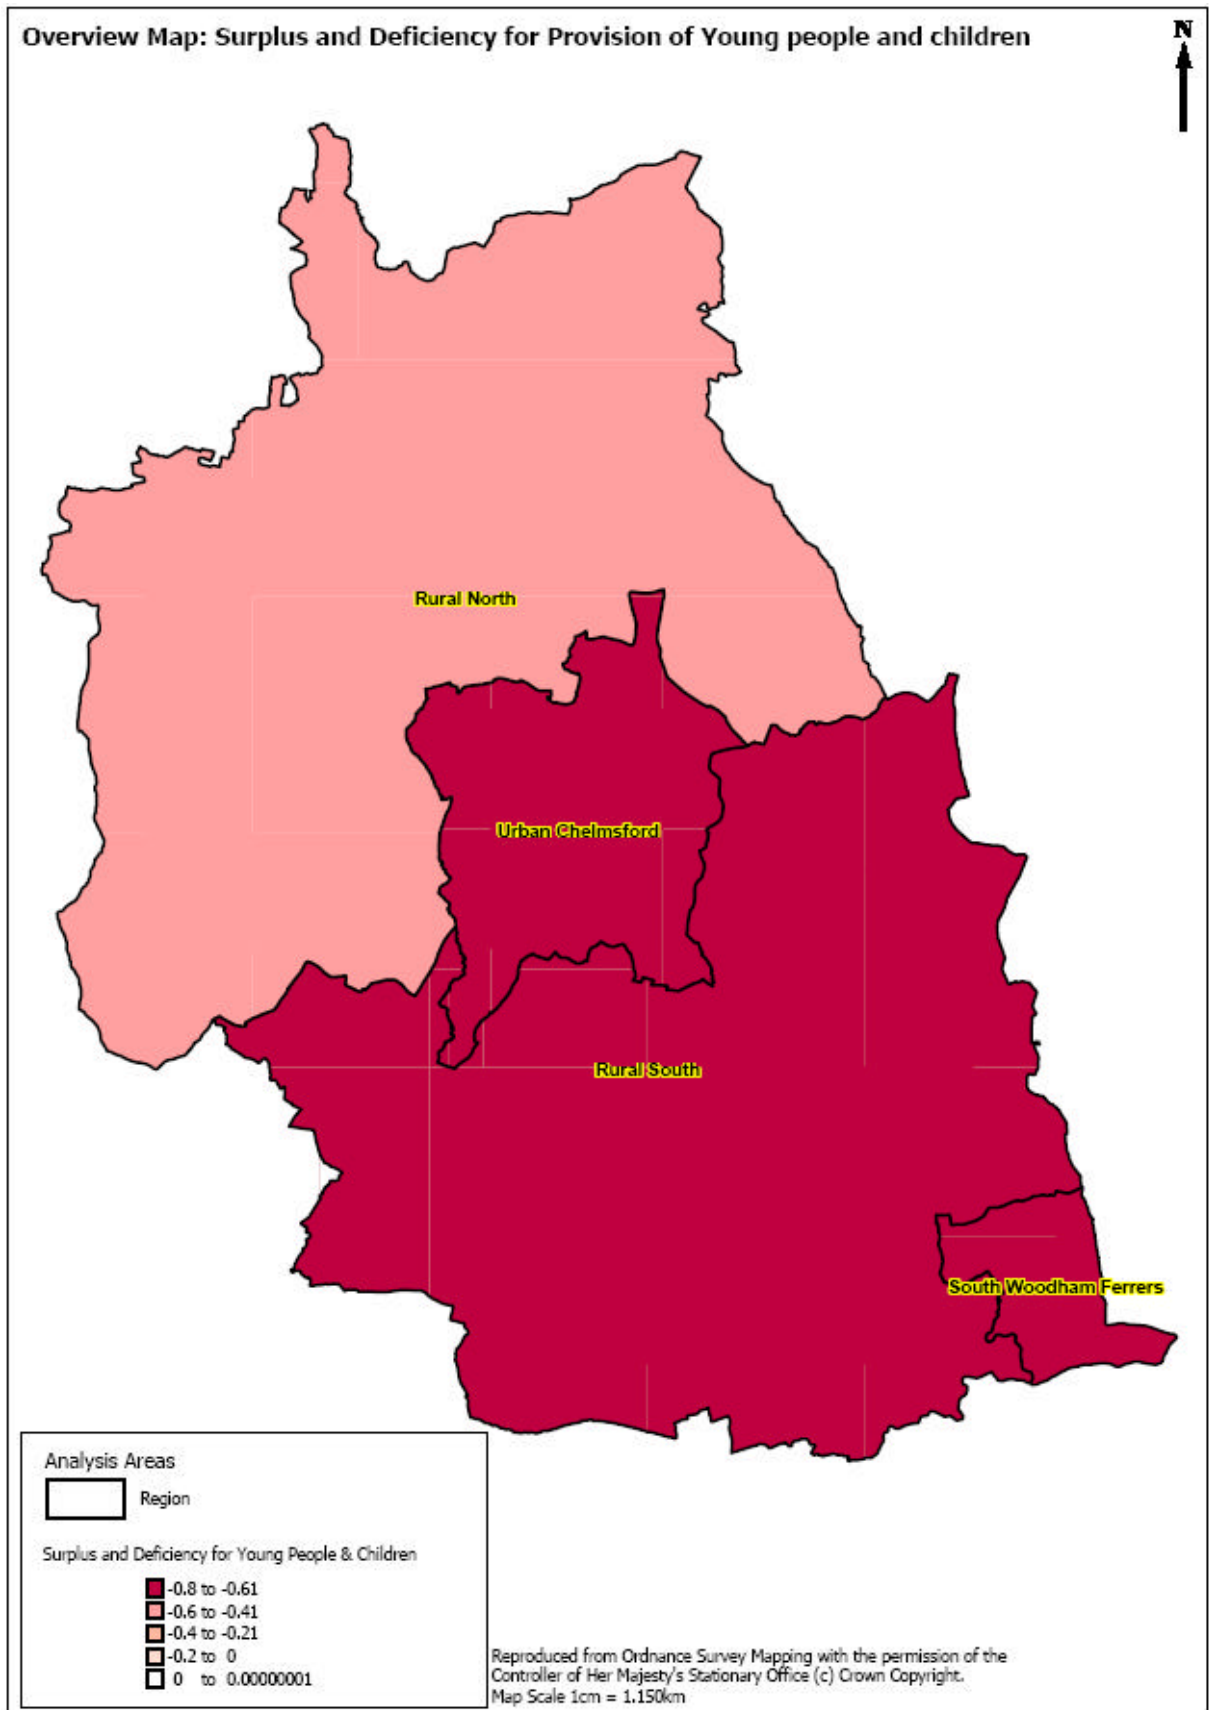 Overview Map: Surplus and Deficiency for Provision of Young people and children
N
Rural North
Urban Chelmsford
Rural South
South Woodham Ferrers
Analysis Areas
Region
Surplus and Deficiency for Young People & Children
-0.8 to -0.61
-0.6 to -0.41
-0.4 to -0.21
-0.2 to 0
0 to 0.00000001
Reproduced from Ordnance Survey Mapping with the permission of the
Controller of Her Majesty's Stationary Office (c) Crown Copyright.
Map Scale 1cm = 1.150km